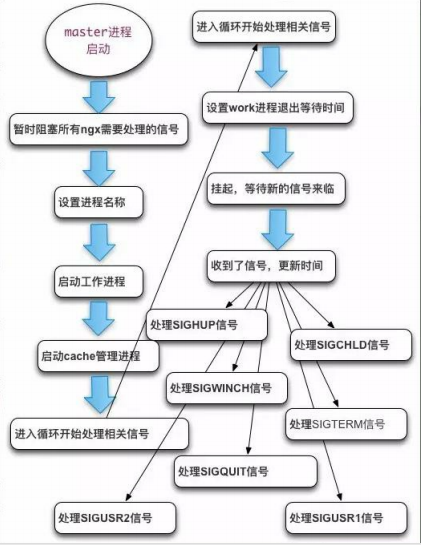 master进程
启动
暂时阻塞所有ngx需要处理的信号
设置进程名称
启动工作进程
启动cache管理进程
进入循环开始处理相关信号
进入循环开始处理相关信号
设置work进程退出等待时间
挂起，等待新的信号来临
收到了信号，更新时间
处理SIGHUP信号
处理SIGCHLD信号
处理SIGWINCH信号
处理SIGTERM信号
处理SIGQUIT信号
处理SIGUSR2信号
处理SIGUSR1信号